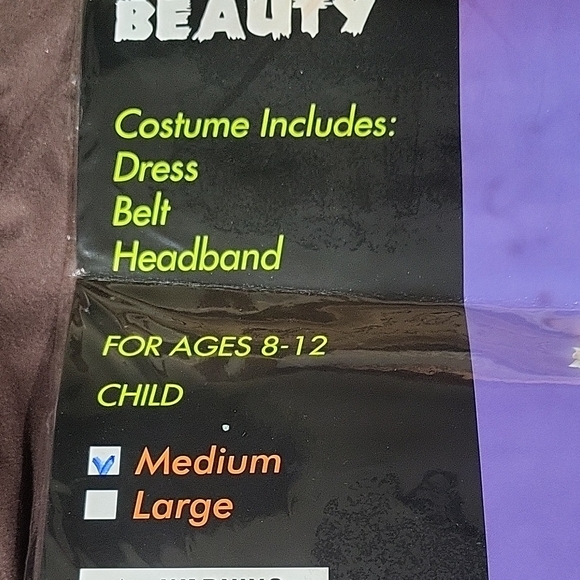 BEAUTY
Costume Includes:
Dress
Belt
Headband
FOR AGES 8-12
CHILD
Medium
Large